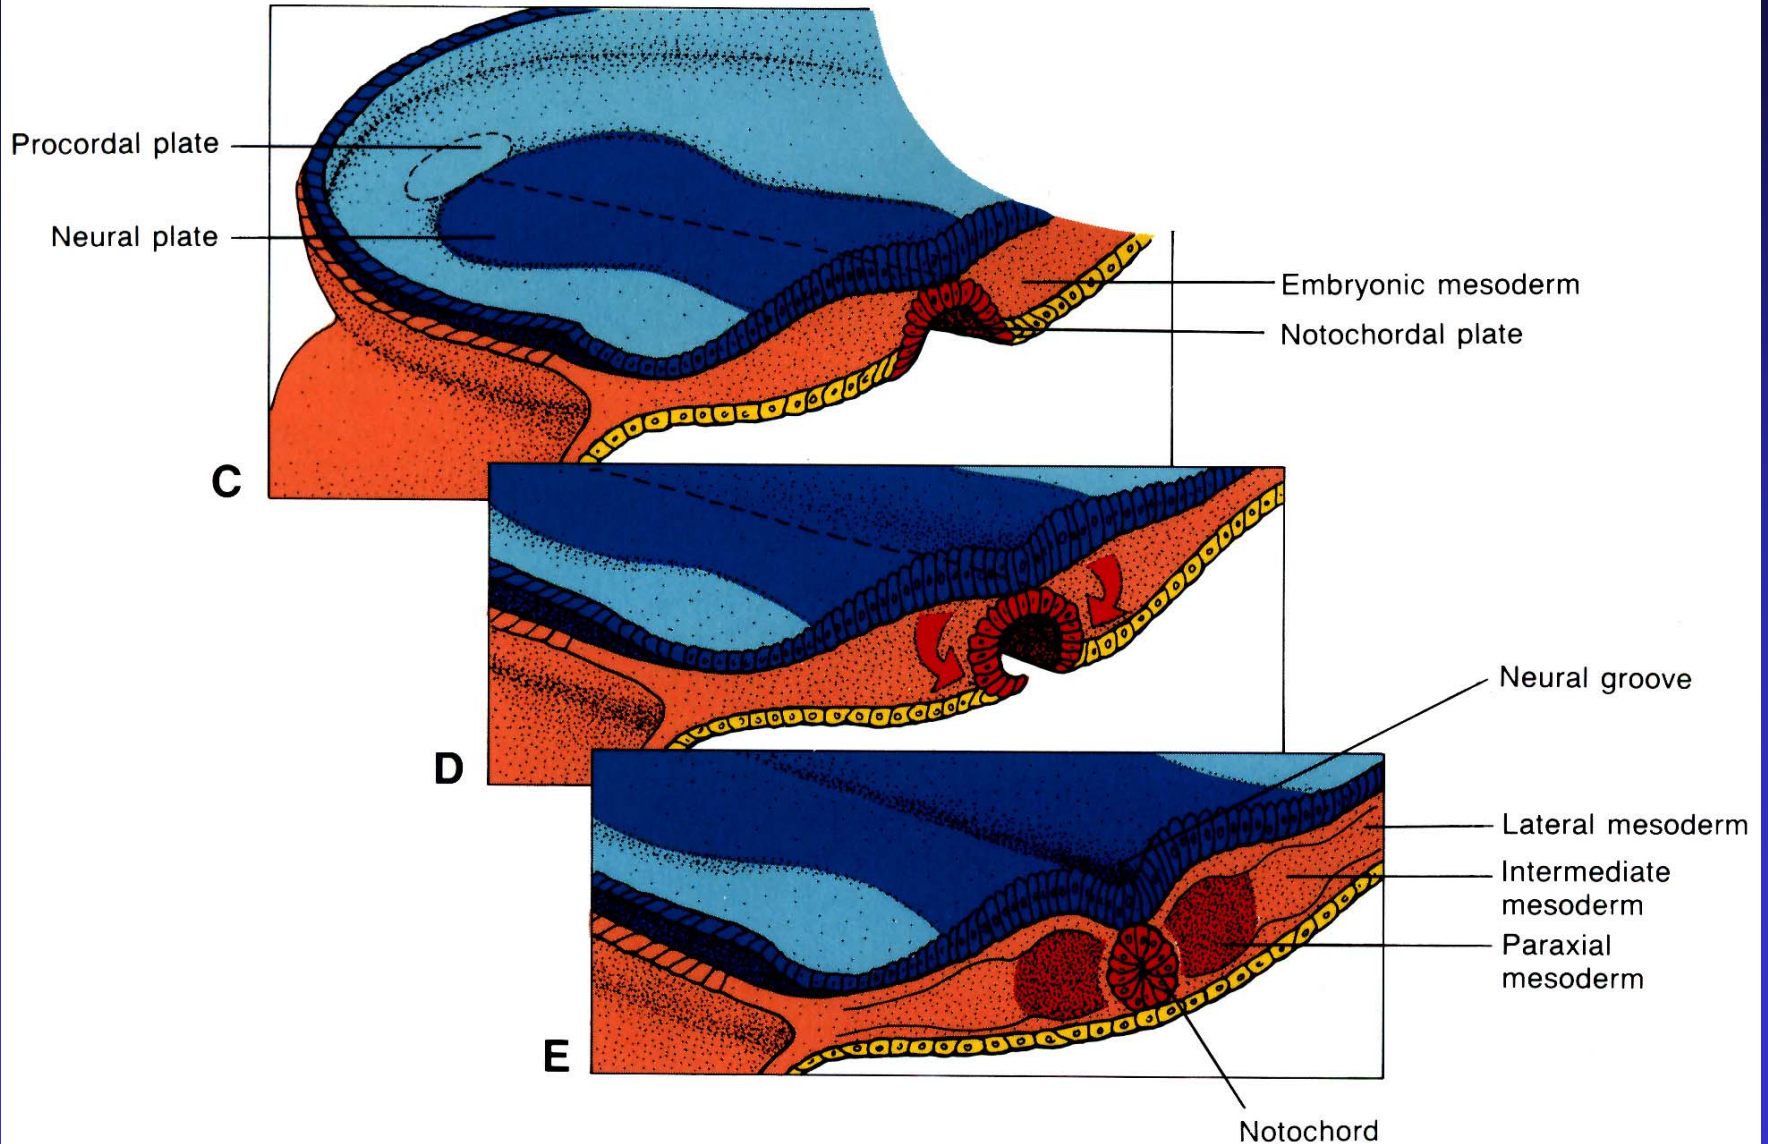 Procordal plate
Neural plate
Embryonic mesoderm
Notochordal plate
C
Neural groove
D
Lateral mesoderm
Intermediate
mesoderm
Paraxial
mesoderm
E
Notochord